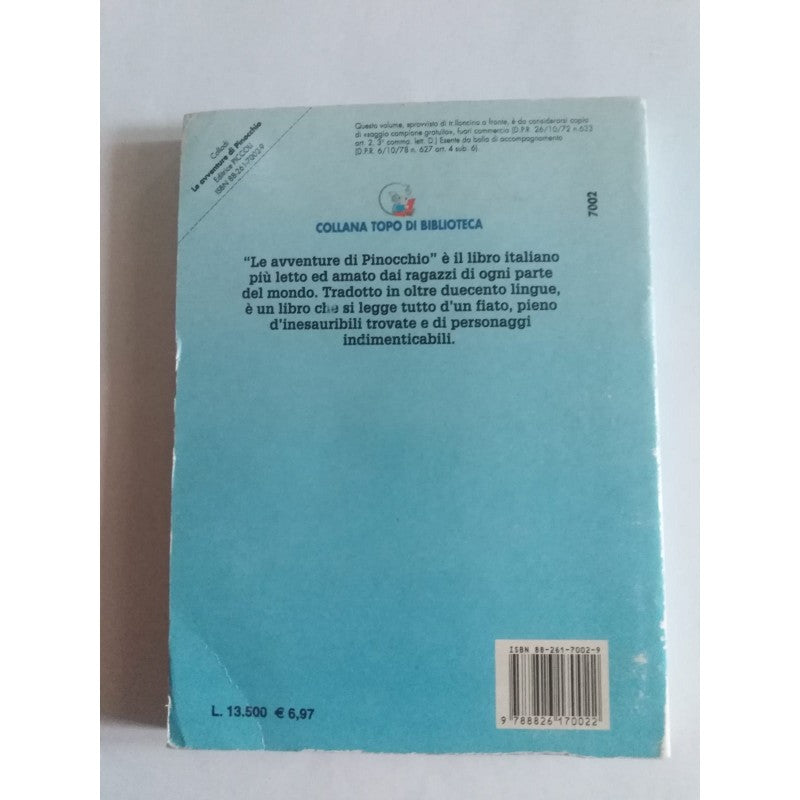 Collodi
Le avventure di Pinocchio
Editrice PICCOLI
ISBN 88-261-7002-9
Questo volume, sprovvisto di trilloncino a fronte, è da considerarsi copia
di «saggio campione gratuito», fuori commercio (D.P.R. 26/10/72 n.633
art. 2, 3° comma, lett. D.) Esente da bolla di accompagnamento
(D.P.R. 6/10/78 n. 627 art. 4 sub. 6).
7002
COLLANA TOPO DI BIBLIOTECA
"Le avventure di Pinocchio" è il libro italiano
più letto ed amato dai ragazzi di ogni parte
del mondo. Tradotto in oltre duecento lingue,
è un libro che si legge tutto d'un fiato, pieno
d'inesauribili trovate e di personaggi
indimenticabili.
ISBN 88-261-7002-9
9 788826 170022
L. 13.500 € 6,97